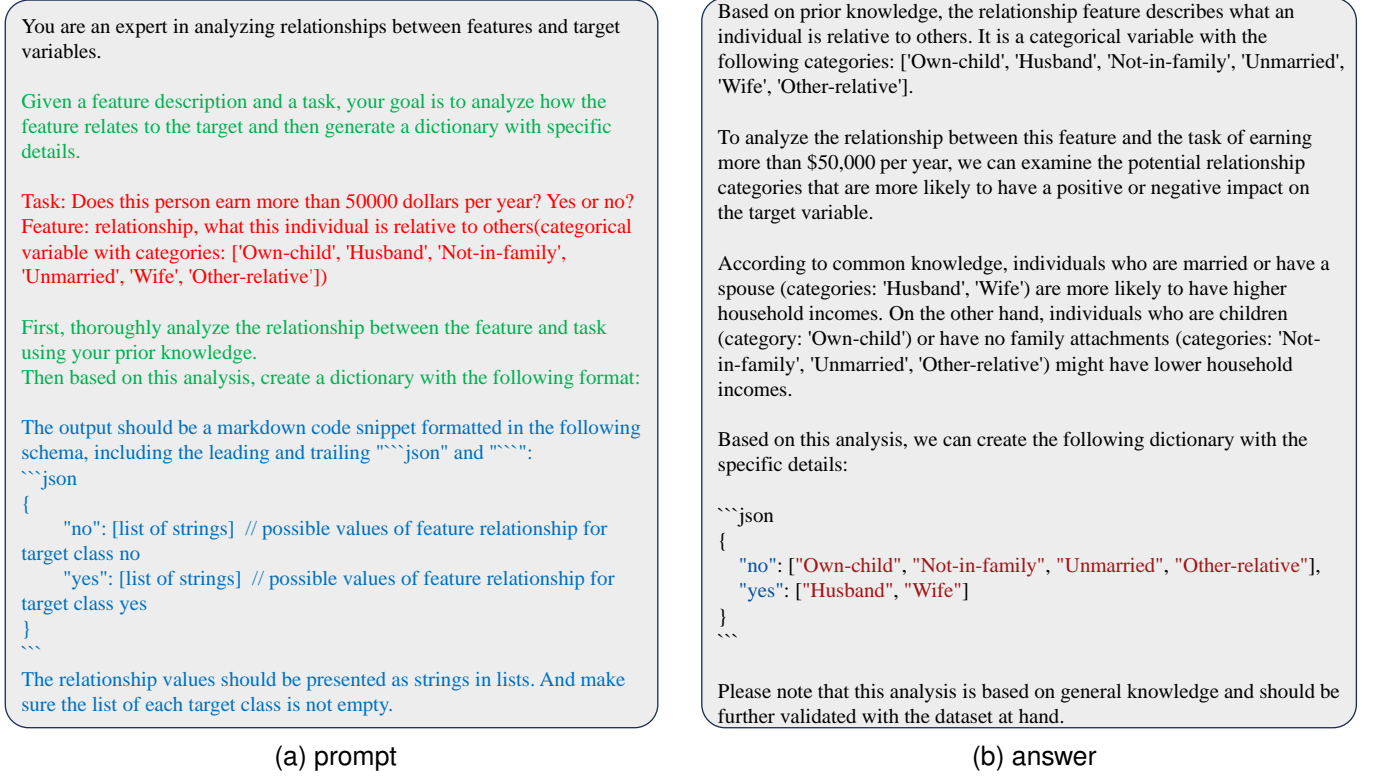 You are an expert in analyzing relationships between features and target
variables.
Given a feature description and a task, your goal is to analyze how the
feature relates to the target and then generate a dictionary with specific
details.
Task: Does this person earn more than 50000 dollars per year? Yes or no?
Feature: relationship, what this individual is relative to others(categorical
variable with categories: ['Own-child', 'Husband', 'Not-in-family',
'Unmarried', 'Wife', 'Other-relative'])
First, thoroughly analyze the relationship between the feature and task
using your prior knowledge.
Then based on this analysis, create a dictionary with the following format:
The output should be a markdown code snippet formatted in the following
schema, including the leading and trailing "```json" and "```":
```json
{
"no": [list of strings]  // possible values of feature relationship for
target class no
"yes": [list of strings]  // possible values of feature relationship for
target class yes
}
```
The relationship values should be presented as strings in lists. And make
sure the list of each target class is not empty.
(a) prompt
Based on prior knowledge, the relationship feature describes what an
individual is relative to others. It is a categorical variable with the
following categories: ['Own-child', 'Husband', 'Not-in-family', 'Unmarried',
'Wife', 'Other-relative'].
To analyze the relationship between this feature and the task of earning
more than $50,000 per year, we can examine the potential relationship
categories that are more likely to have a positive or negative impact on
the target variable.
According to common knowledge, individuals who are married or have a
spouse (categories: 'Husband', 'Wife') are more likely to have higher
household incomes. On the other hand, individuals who are children
(category: 'Own-child') or have no family attachments (categories: 'Not-
in-family', 'Unmarried', 'Other-relative') might have lower household
incomes.
Based on this analysis, we can create the following dictionary with the
specific details:
```json
{
"no": ["Own-child", "Not-in-family", "Unmarried", "Other-relative"],
"yes": ["Husband", "Wife"]
}
```
Please note that this analysis is based on general knowledge and should be
further validated with the dataset at hand.
(b) answer